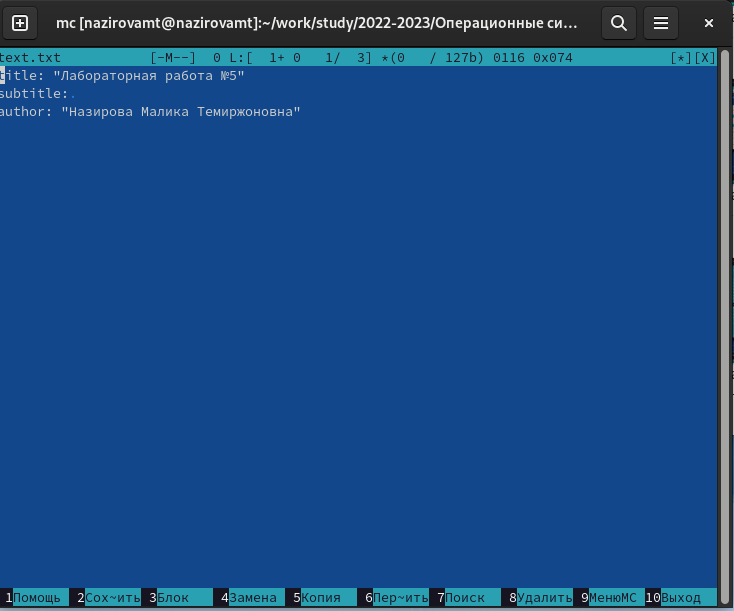 mc [nazirovamt@nazirovamt]:~/work/study/2022-2023/Операционные си...
text.txt [-M--] 0 L:[ 1+ 0 1/ 3] *(0 / 127b) 0116 0x074 [*][X]
title: "Лабораторная работа №5"
subtitle:.
author: "Назирова Малика Темиржоновна"
1Помощь 2Сох~ить 3Блок 4Замена 5Копия 6Пер~ить 7Поиск 8Удалить 9МенюMC 10Выход